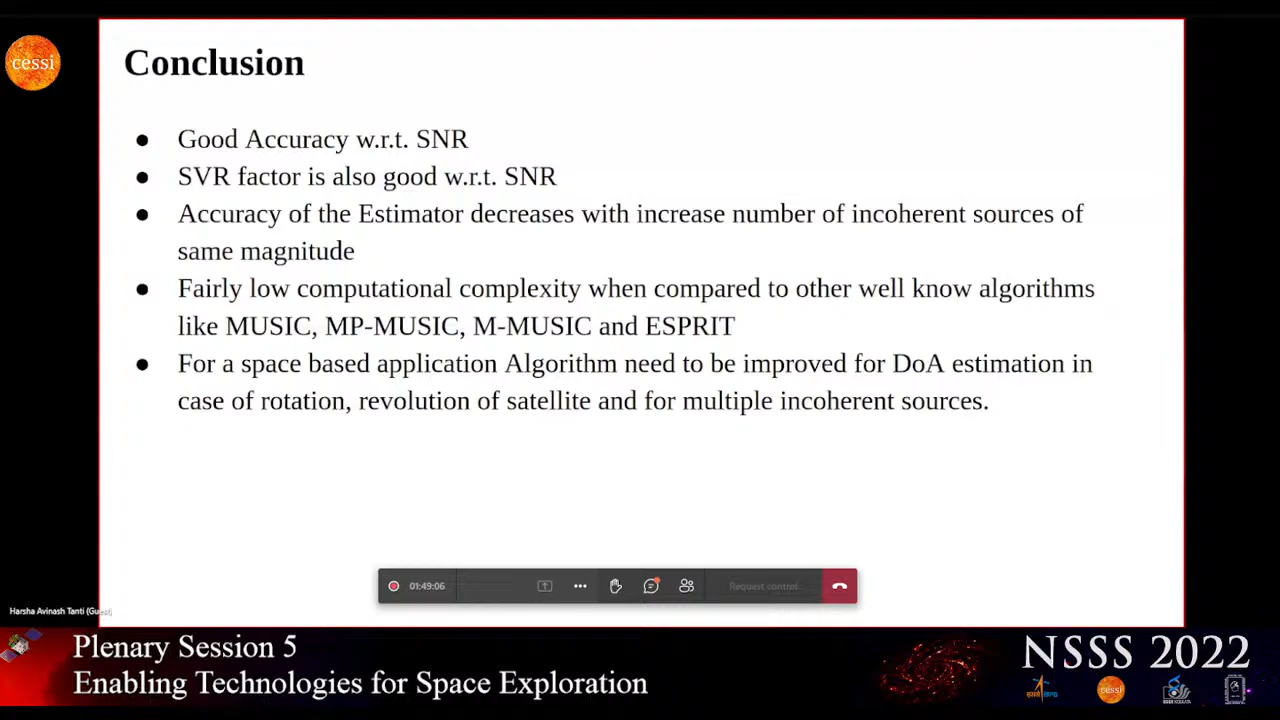 cessi
Conclusion
● Good Accuracy w.r.t. SNR
● SVR factor is also good w.r.t. SNR
● Accuracy of the Estimator decreases with increase number of incoherent sources of
same magnitude
● Fairly low computational complexity when compared to other well know algorithms
like MUSIC, MP-MUSIC, M-MUSIC and ESPRIT
● For a space based application Algorithm need to be improved for DoA estimation in
case of rotation, revolution of satellite and for multiple incoherent sources.
01:49:06
Request control
Harsha Avinash Tanti (Guest)
Plenary Session 5
Enabling Technologies for Space Exploration
NSSS 2022
cessi